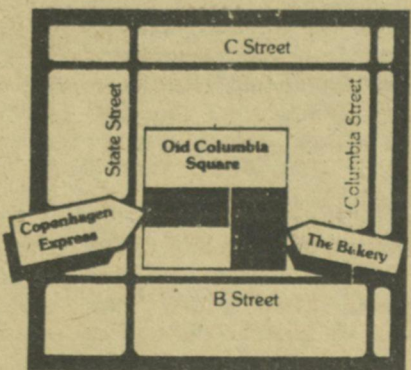 C Street
State Street
Columbia Street
Old Columbia
Square
Copenhagen
Express
The Bakery
B Street